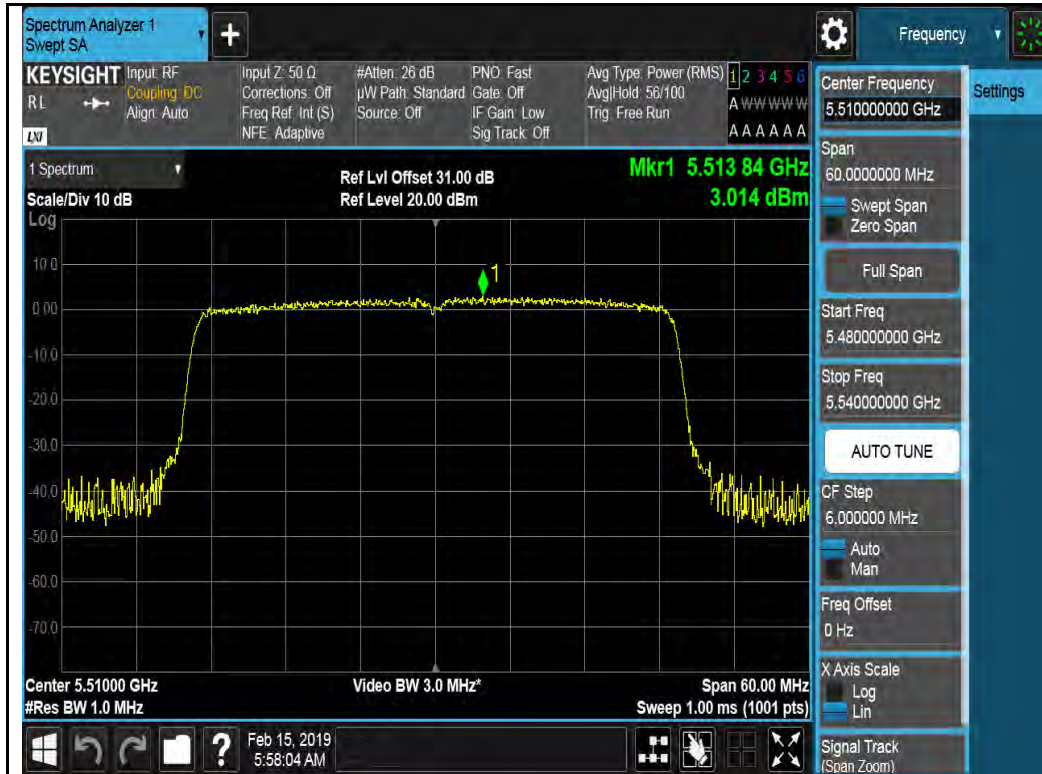 Spectrum Analyzer 1
Swept SA
+
Frequency
KEYSIGHT
RL
LXI
Input: RF
Coupling: DC
Align: Auto
Input Z: 50 Ω
Corrections: Off
Freq Ref: Int (S)
NFE: Adaptive
#Atten: 26 dB
µW Path: Standard
Source: Off
PNO: Fast
Gate: Off
IF Gain: Low
Sig Track: Off
Avg Type: Power (RMS)
Avg|Hold: 56/100
Trig: Free Run
1 2 3 4 5 6
A W W W W W
A A A A A A
1 Spectrum
Scale/Div 10 dB
Log
Ref Lvl Offset 31.00 dB
Ref Level 20.00 dBm
Mkr1 5.513 84 GHz
3.014 dBm
1
10.0
0.00
-10.0
-20.0
-30.0
-40.0
-50.0
-60.0
-70.0
Center 5.51000 GHz
#Res BW 1.0 MHz
Video BW 3.0 MHz*
Span 60.00 MHz
Sweep 1.00 ms (1001 pts)
?
Feb 15, 2019
5:58:04 AM
Center Frequency
5.510000000 GHz
Span
60.0000000 MHz
Swept Span
Zero Span
Full Span
Start Freq
5.480000000 GHz
Stop Freq
5.540000000 GHz
AUTO TUNE
CF Step
6.000000 MHz
Auto
Man
Freq Offset
0 Hz
X Axis Scale
Log
Lin
Signal Track
(Span Zoom)
Settings